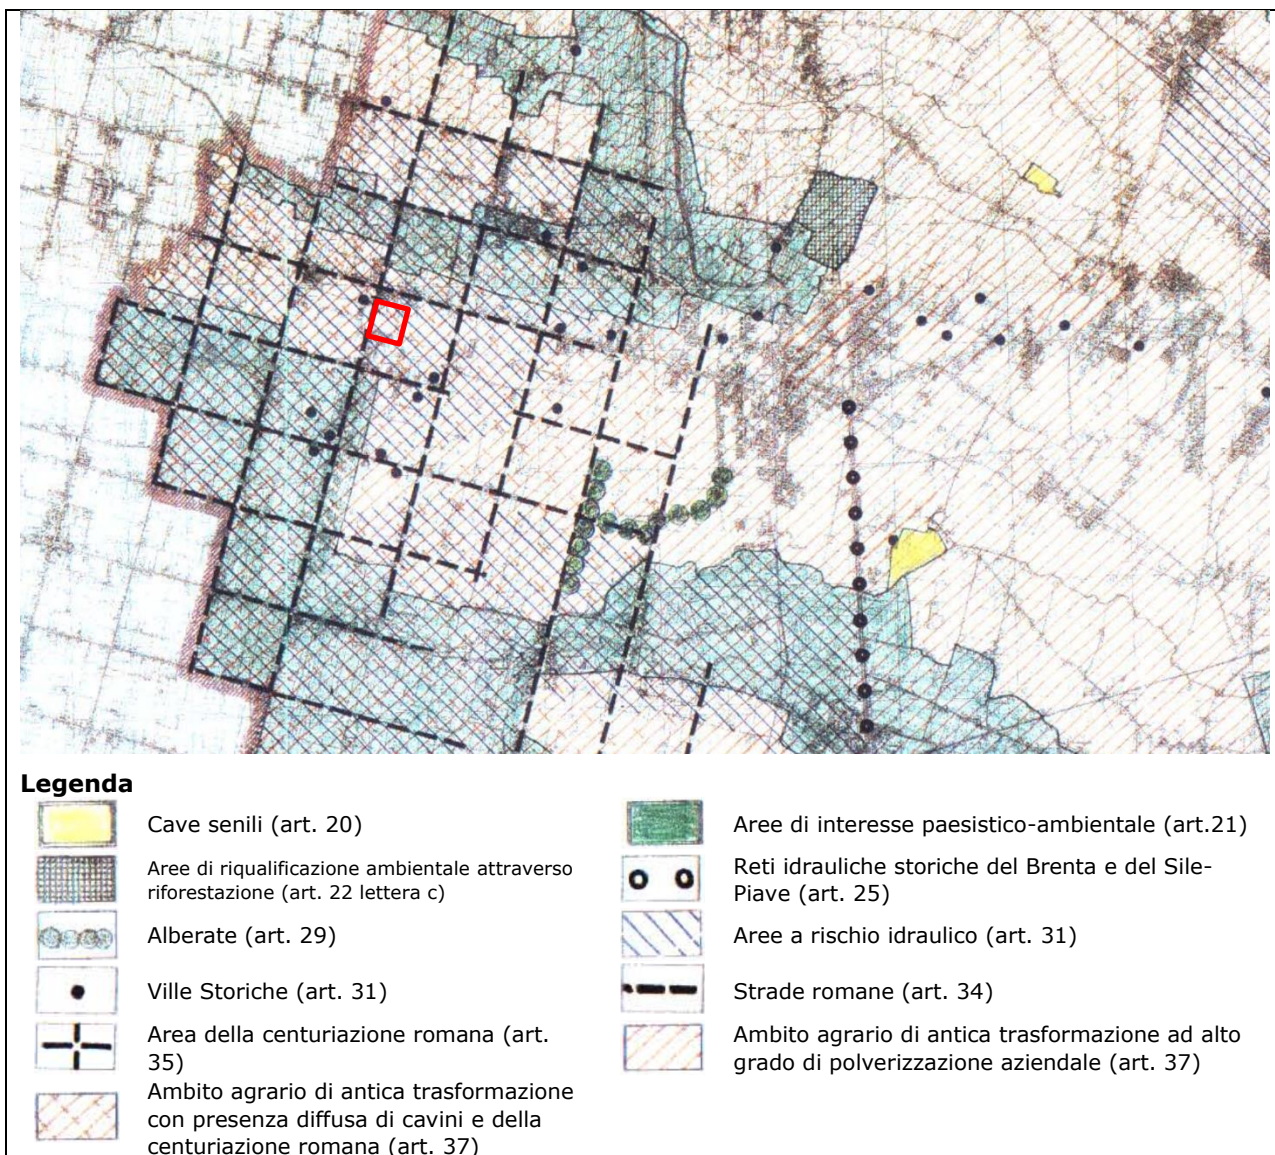 Legenda
Cave senili (art. 20)
Aree di riqualificazione ambientale attraverso
riforestazione (art. 22 lettera c)
Alberate (art. 29)
Ville Storiche (art. 31)
Area della centuriazione romana (art.
35)
Ambito agrario di antica trasformazione
con presenza diffusa di cavini e della
centuriazione romana (art. 37)
Aree di interesse paesistico-ambientale (art.21)
Reti idrauliche storiche del Brenta e del Sile-
Piave (art. 25)
Aree a rischio idraulico (art. 31)
Strade romane (art. 34)
Ambito agrario di antica trasformazione ad alto
grado di polverizzazione aziendale (art. 37)